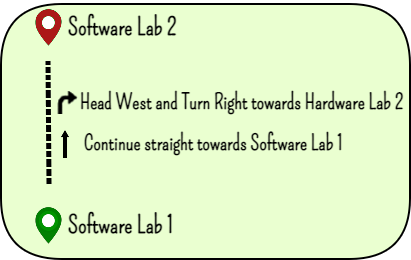 Software Lab 2
Head West and Turn Right towards Hardware Lab 2
Continue straight towards Software Lab 1
Software Lab 1